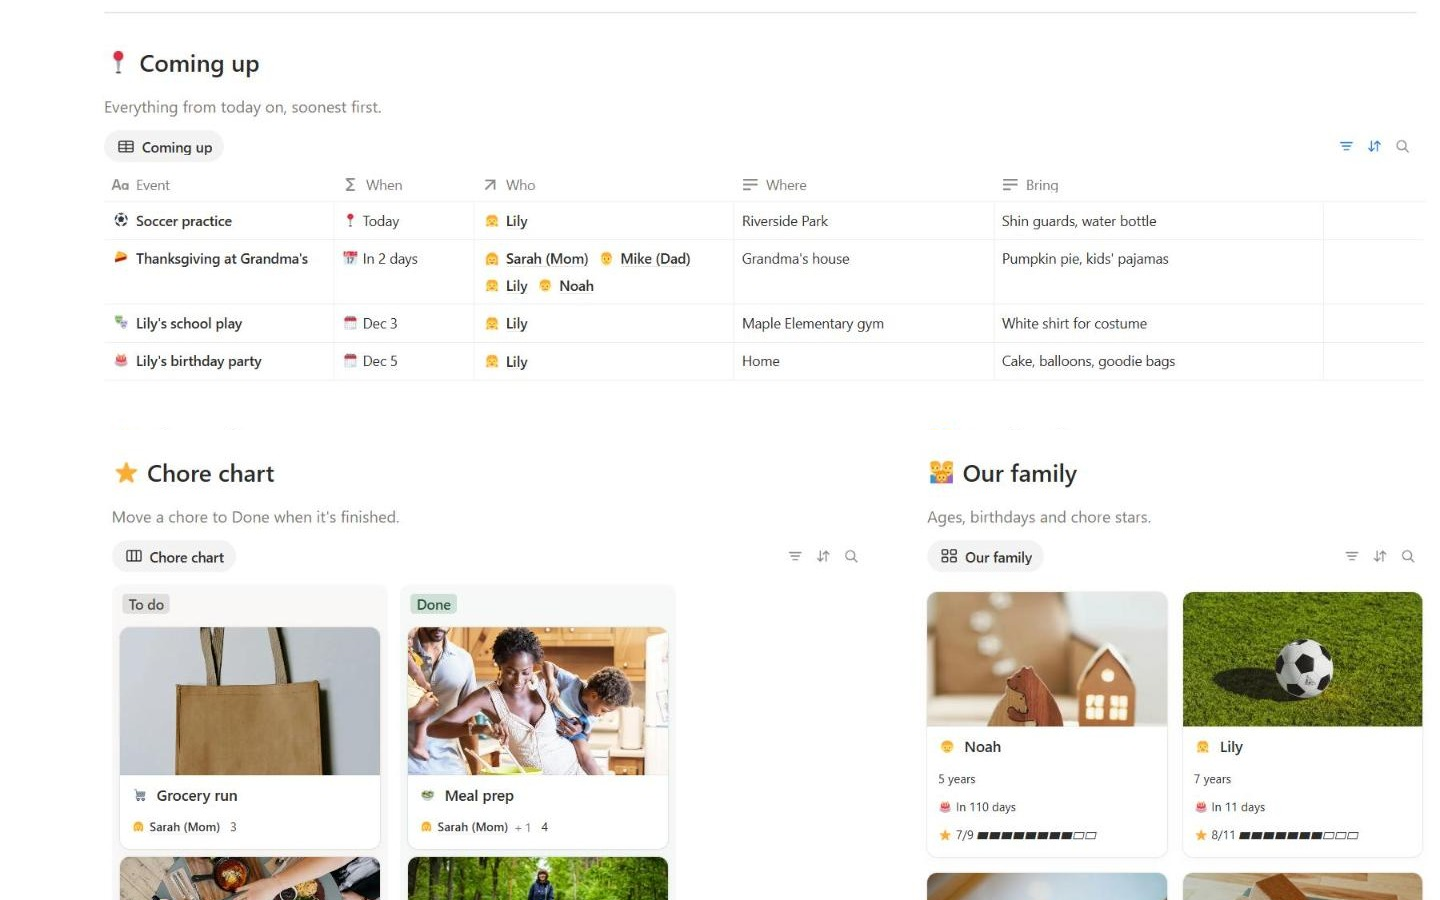 Coming up
Everything from today on, soonest first.
Coming up
Aa Event When Who Where Bring
Soccer practice Today Lily Riverside Park Shin guards, water bottle
Thanksgiving at Grandma's In 2 days Sarah (Mom) Mike (Dad) Grandma's house Pumpkin pie, kids' pajamas
Lily Noah
Lily's school play Dec 3 Lily Maple Elementary gym White shirt for costume
Lily's birthday party Dec 5 Lily Home Cake, balloons, goodie bags
Chore chart
Move a chore to Done when it's finished.
Chore chart
To do
Grocery run
Sarah (Mom) 3
Done
Meal prep
Sarah (Mom) + 1 4
Our family
Ages, birthdays and chore stars.
Our family
Noah
5 years
In 110 days
7/9
Lily
7 years
In 11 days
8/11